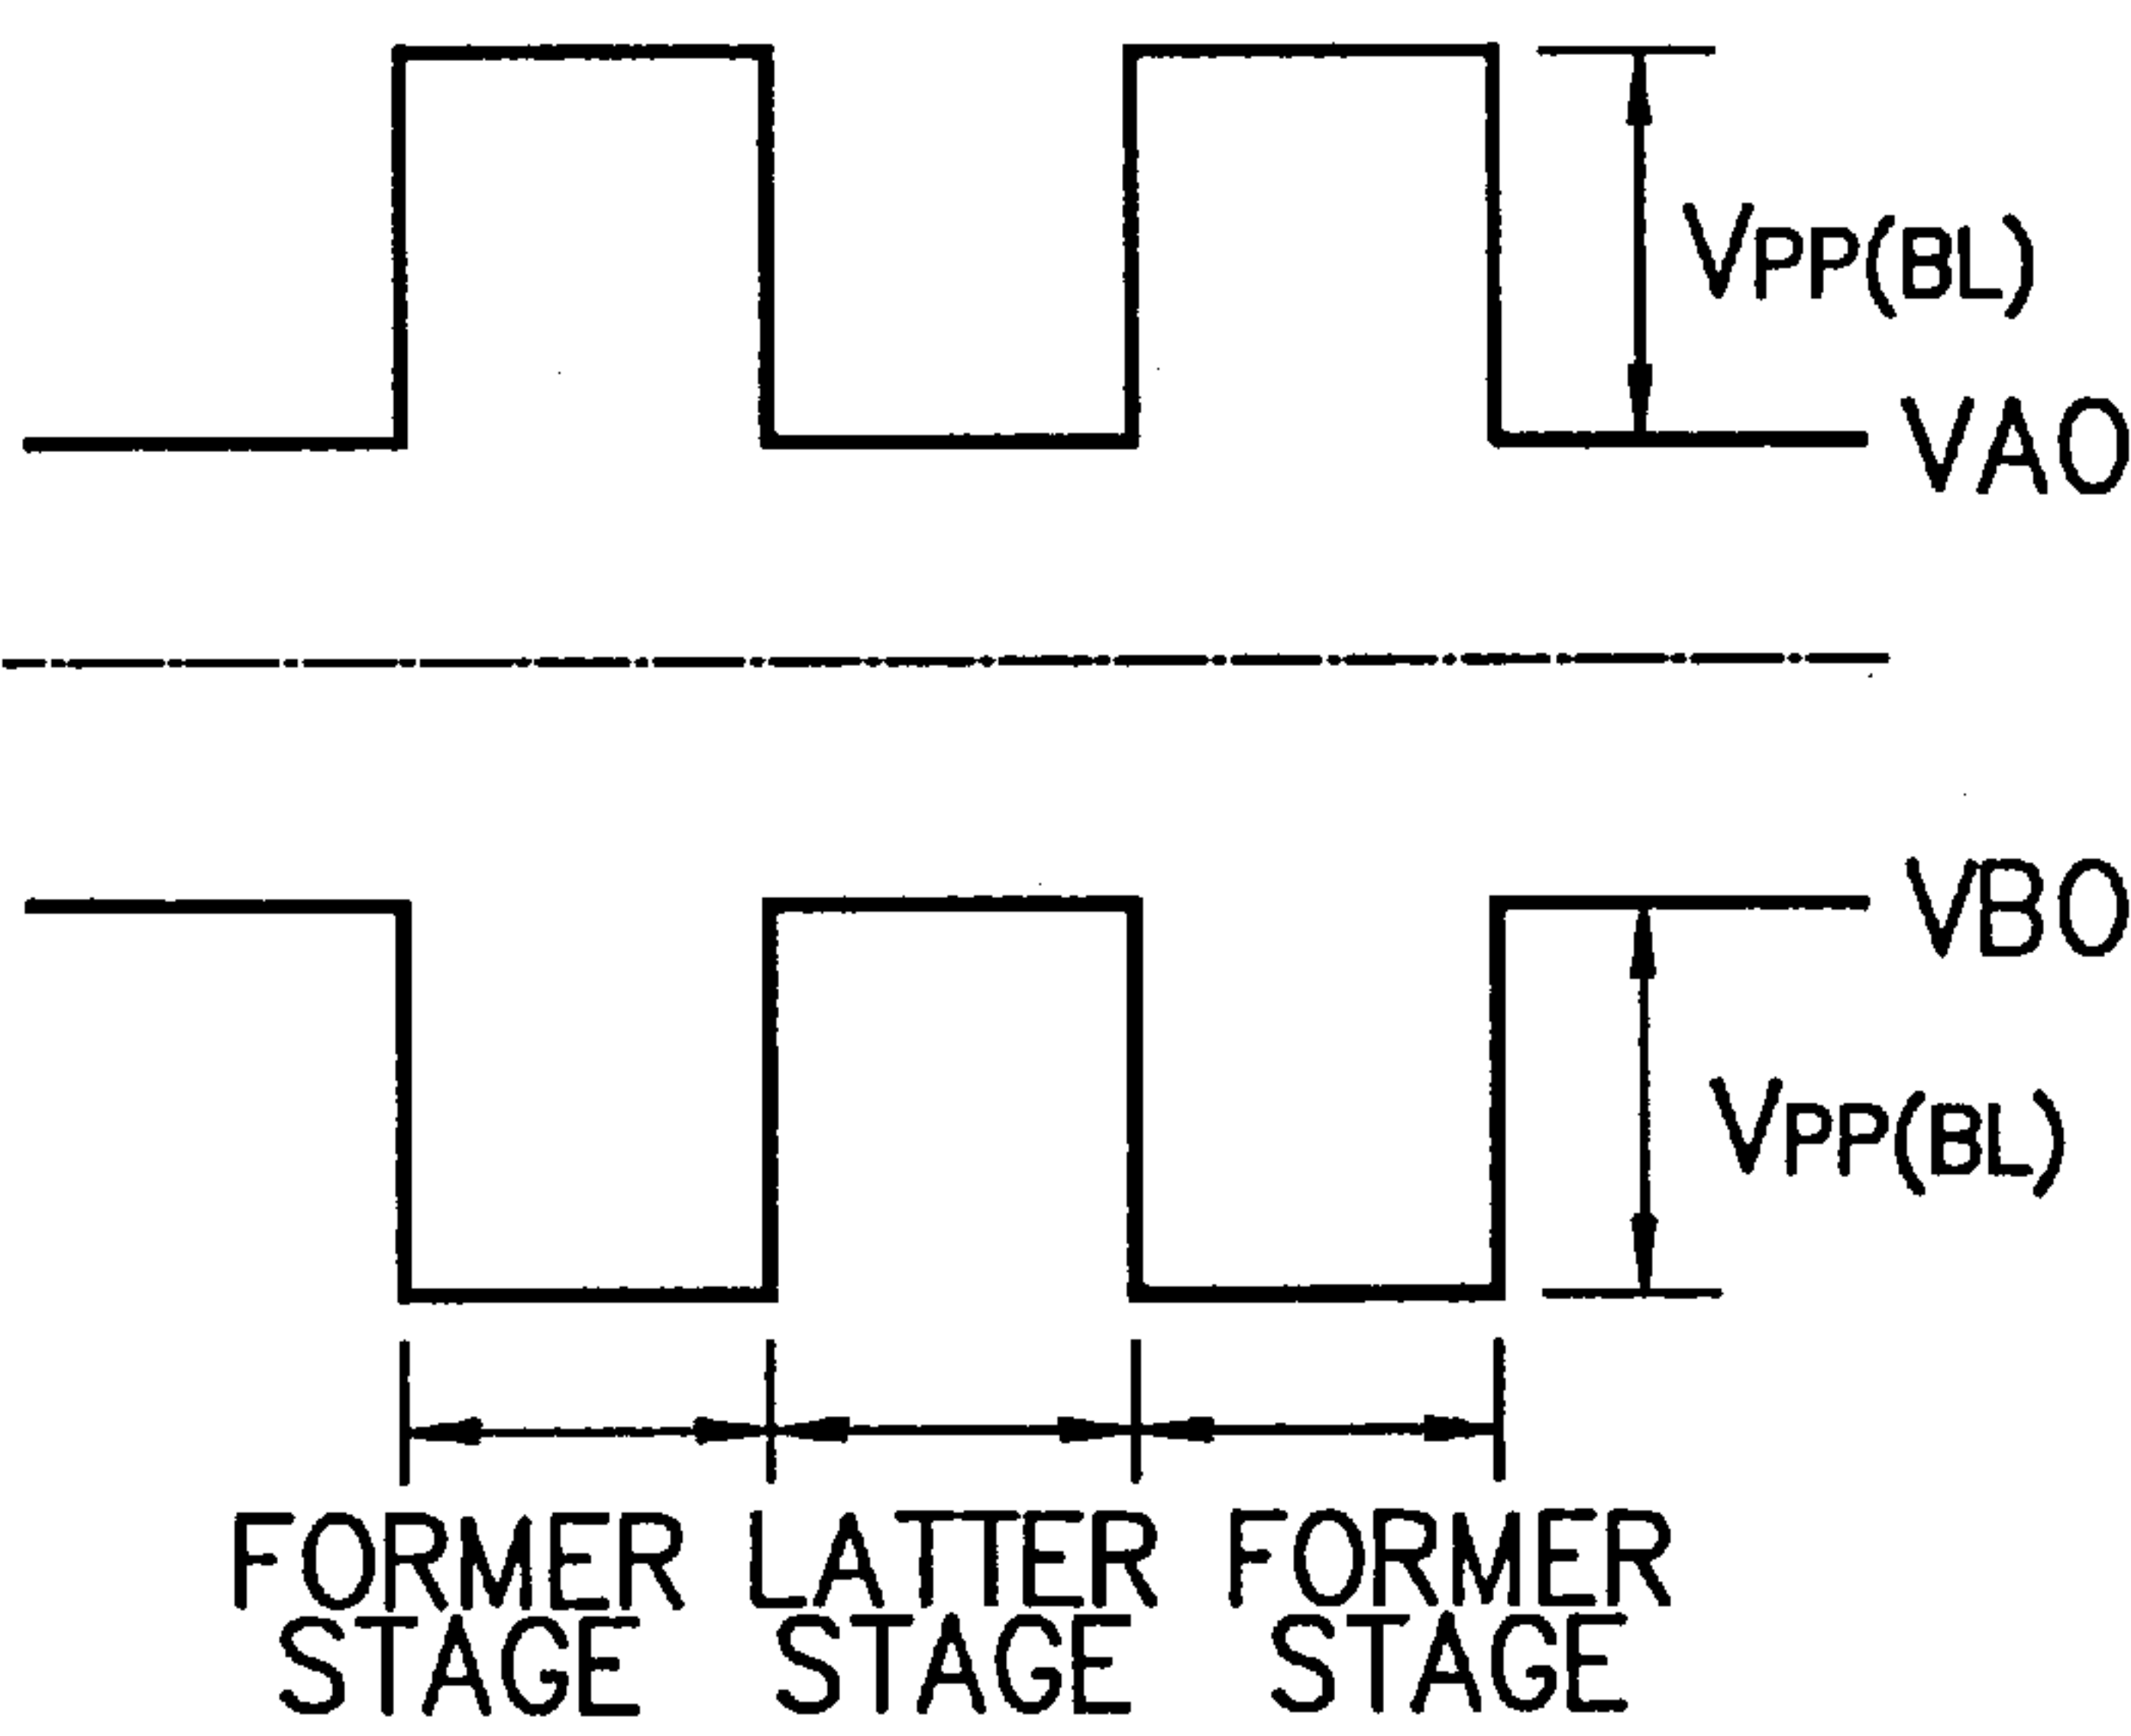 VPP(BL)
VAO
VBO
VPP(BL)
FORMER STAGE
LATTER STAGE
FORMER STAGE